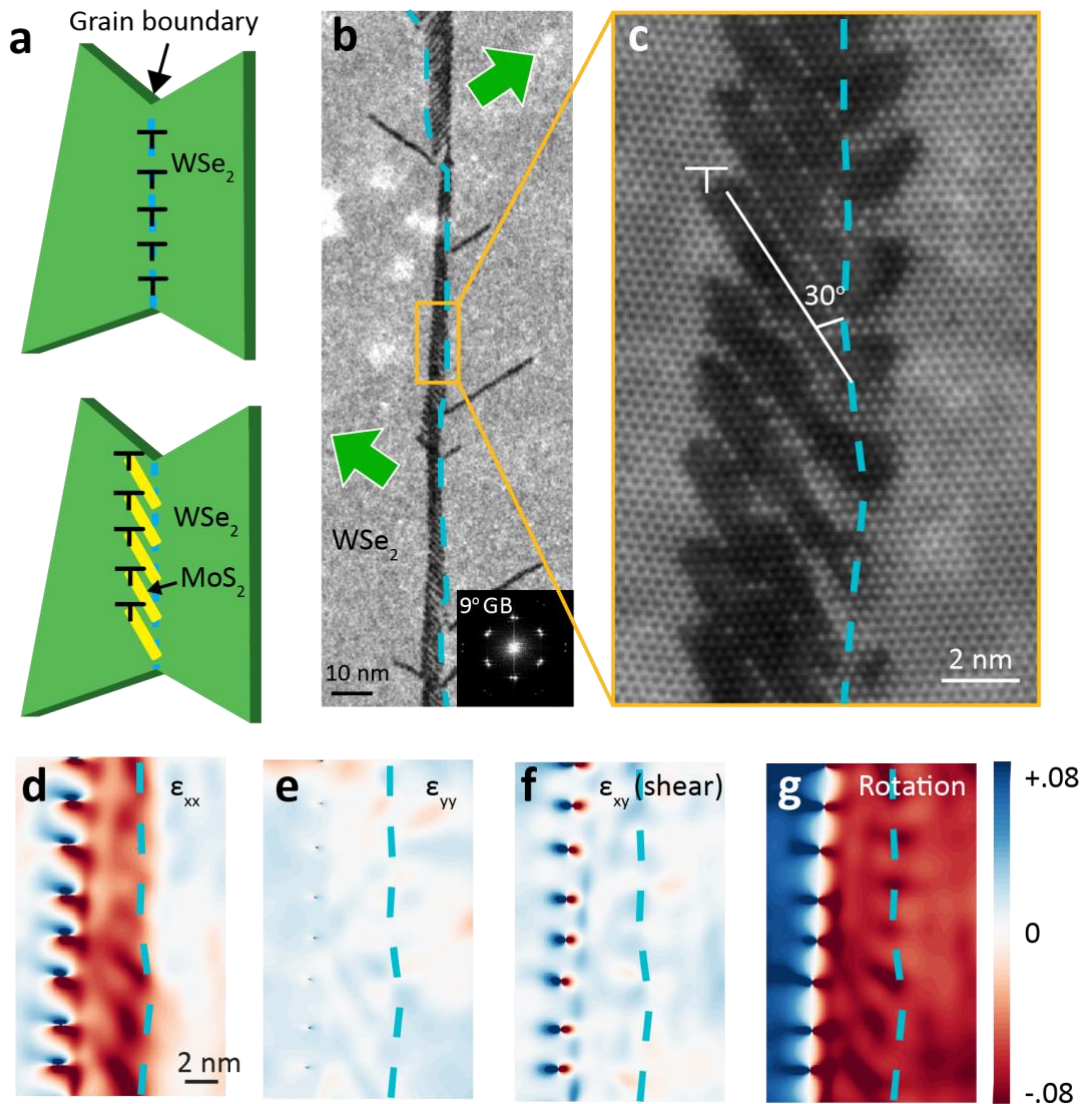 a
Grain boundary
WSe₂
WSe₂
MoS₂
b
WSe₂
9° GB
10 nm
c
30°
2 nm
d
εxx
2 nm
e
εyy
f
εxy (shear)
g
Rotation
+.08
0
-.08